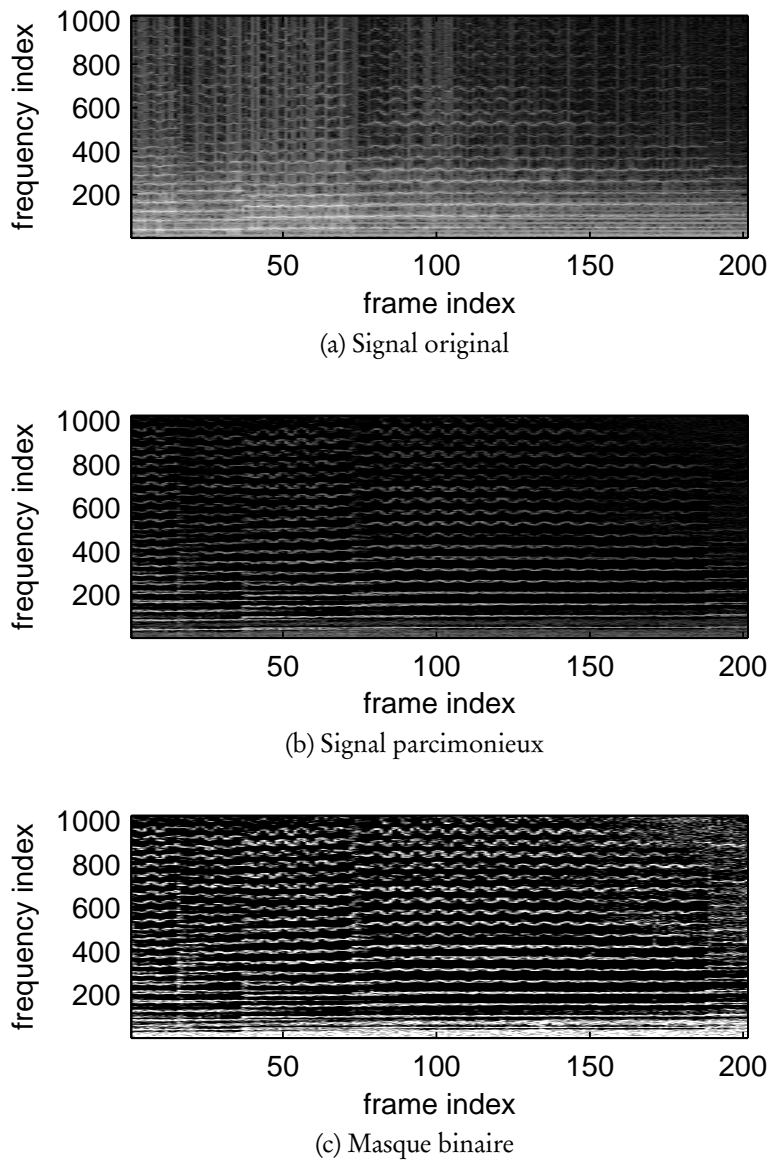 1000
800
600
400
200
frequency index
50 100 150 200
frame index
(a) Signal original
1000
800
600
400
200
frequency index
50 100 150 200
frame index
(b) Signal parcimonieux
1000
800
600
400
200
frequency index
50 100 150 200
frame index
(c) Masque binaire